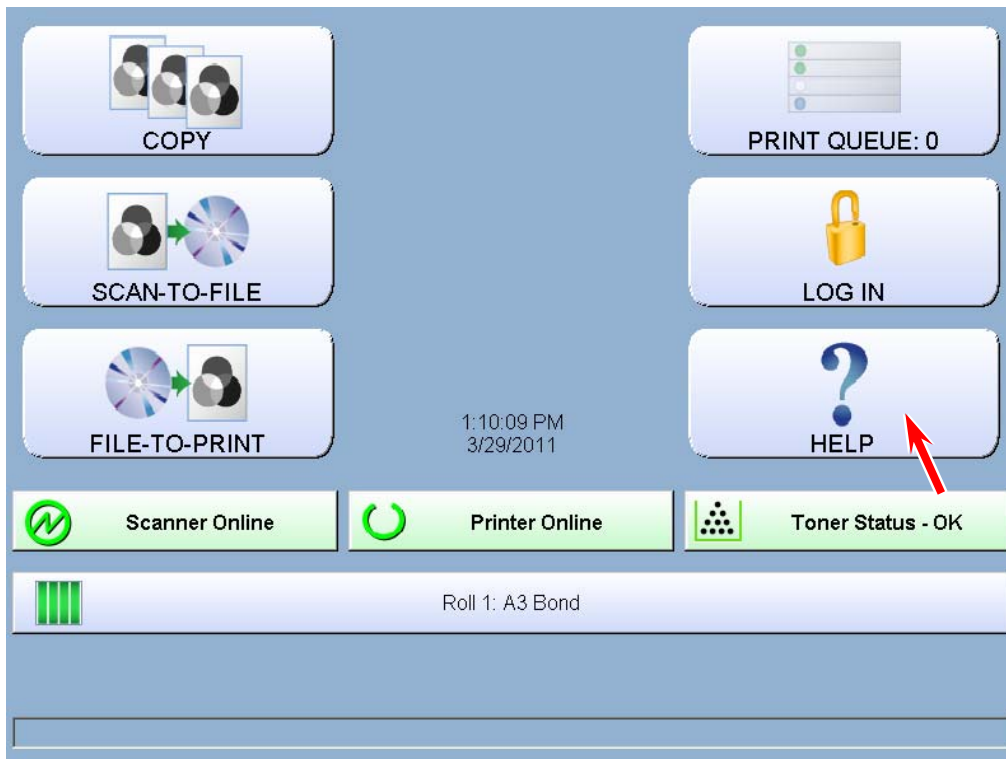 COPY
PRINT QUEUE: 0
SCAN-TO-FILE
LOG IN
FILE-TO-PRINT
1:10:09 PM
3/29/2011
HELP
Scanner Online
Printer Online
Toner Status - OK
Roll 1: A3 Bond